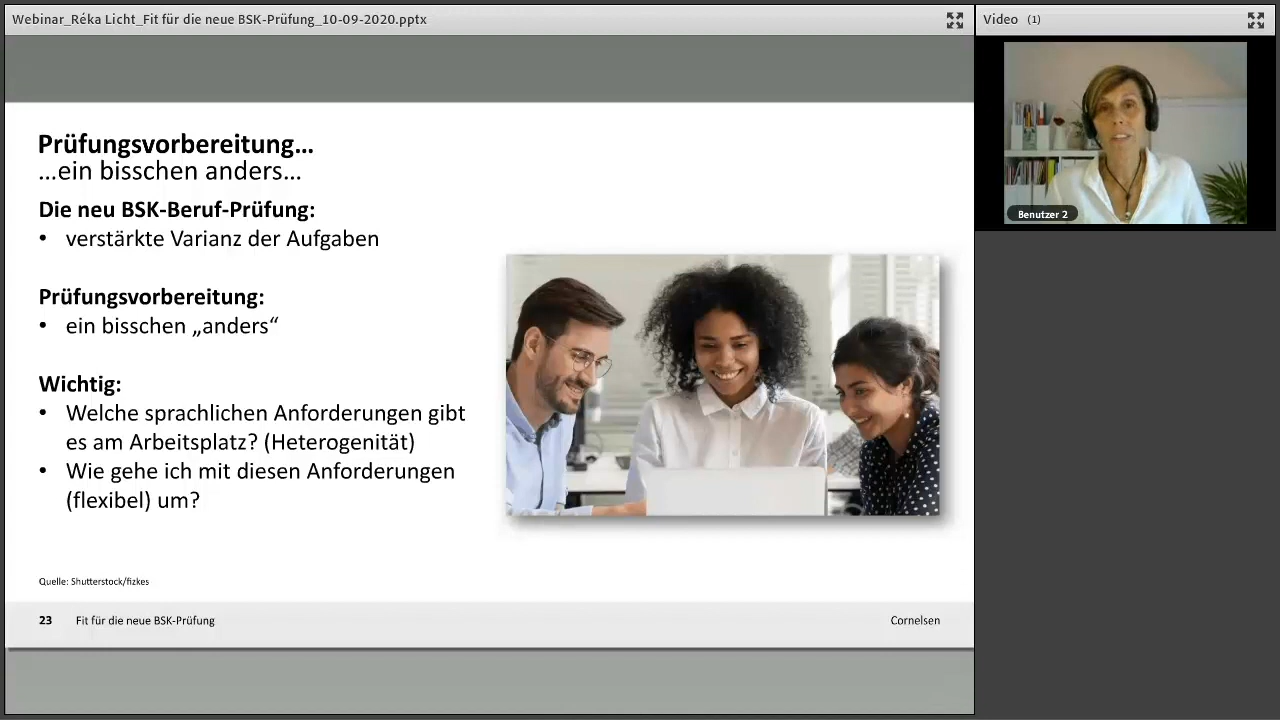 Webinar_Réka Licht_Fit für die neue BSK-Prüfung_10-09-2020.pptx
Video (1)
Benutzer 2
Prüfungsvorbereitung...
...ein bisschen anders...
Die neu BSK-Beruf-Prüfung:
• verstärkte Varianz der Aufgaben
Prüfungsvorbereitung:
• ein bisschen „anders“
Wichtig:
• Welche sprachlichen Anforderungen gibt
es am Arbeitsplatz? (Heterogenität)
• Wie gehe ich mit diesen Anforderungen
(flexibel) um?
Quelle: Shutterstock/fizkes
23 Fit für die neue BSK-Prüfung Cornelsen